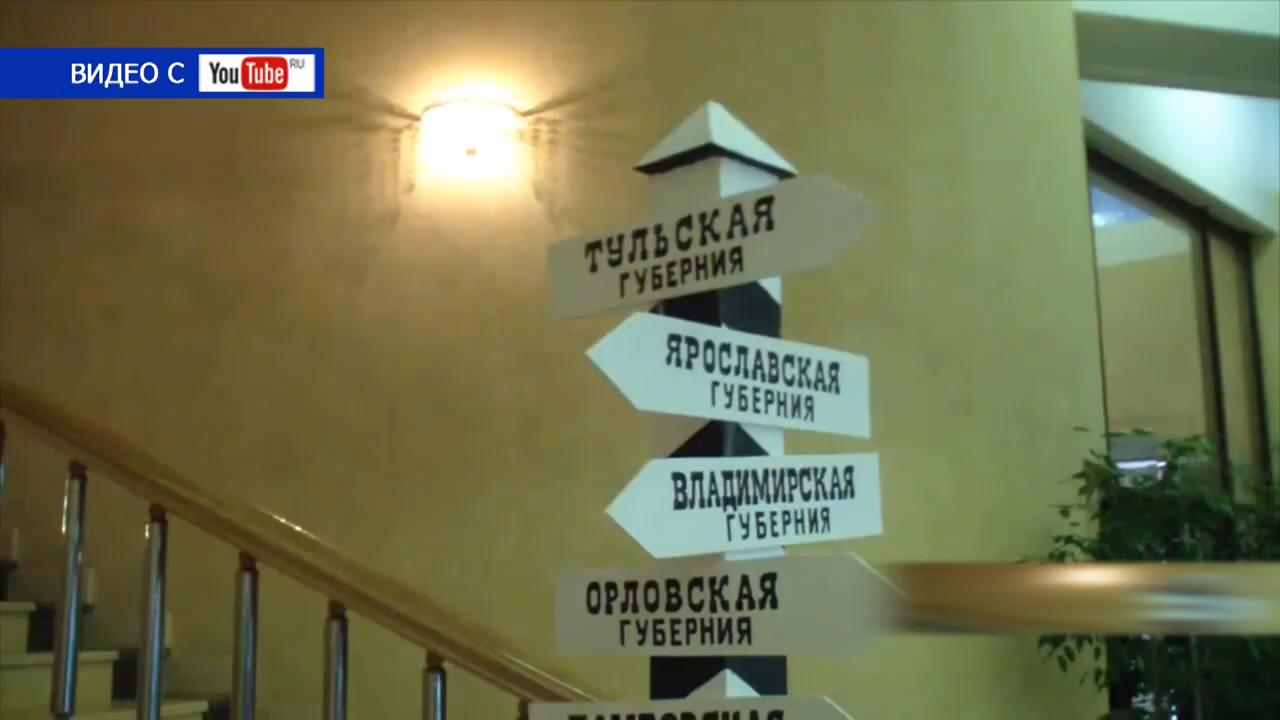 ВИДЕО С YouTube RU
ТУЛЬСКАЯ
ГУБЕРНИЯ
ЯРОСЛАВСКАЯ
ГУБЕРНИЯ
ВЛАДИМИРСКАЯ
ГУБЕРНИЯ
ОРЛОВСКАЯ
ГУБЕРНИЯ